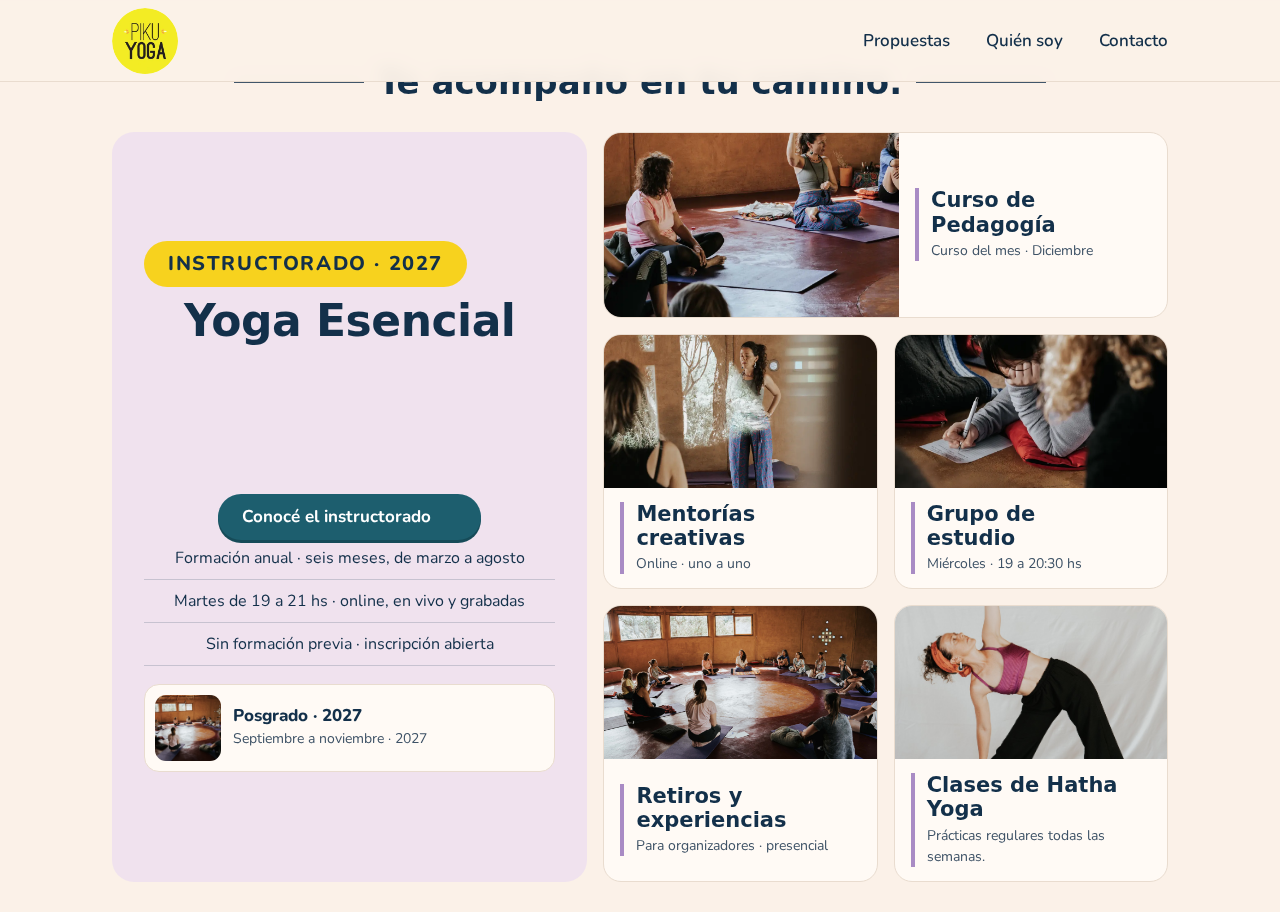 PIKU
YOGA
Propuestas
Quién soy
Contacto
Te acompaño en tu camino.
INSTRUCTORADO · 2027
Yoga Esencial
Conocé el instructorado
Formación anual · seis meses, de marzo a agosto
Martes de 19 a 21 hs · online, en vivo y grabadas
Sin formación previa · inscripción abierta
Posgrado · 2027
Septiembre a noviembre · 2027
Curso de
Pedagogía
Curso del mes · Diciembre
Mentorías
creativas
Online · uno a uno
Grupo de
estudio
Miércoles · 19 a 20:30 hs
Retiros y
experiencias
Para organizadores · presencial
Clases de Hatha
Yoga
Prácticas regulares todas las
semanas.